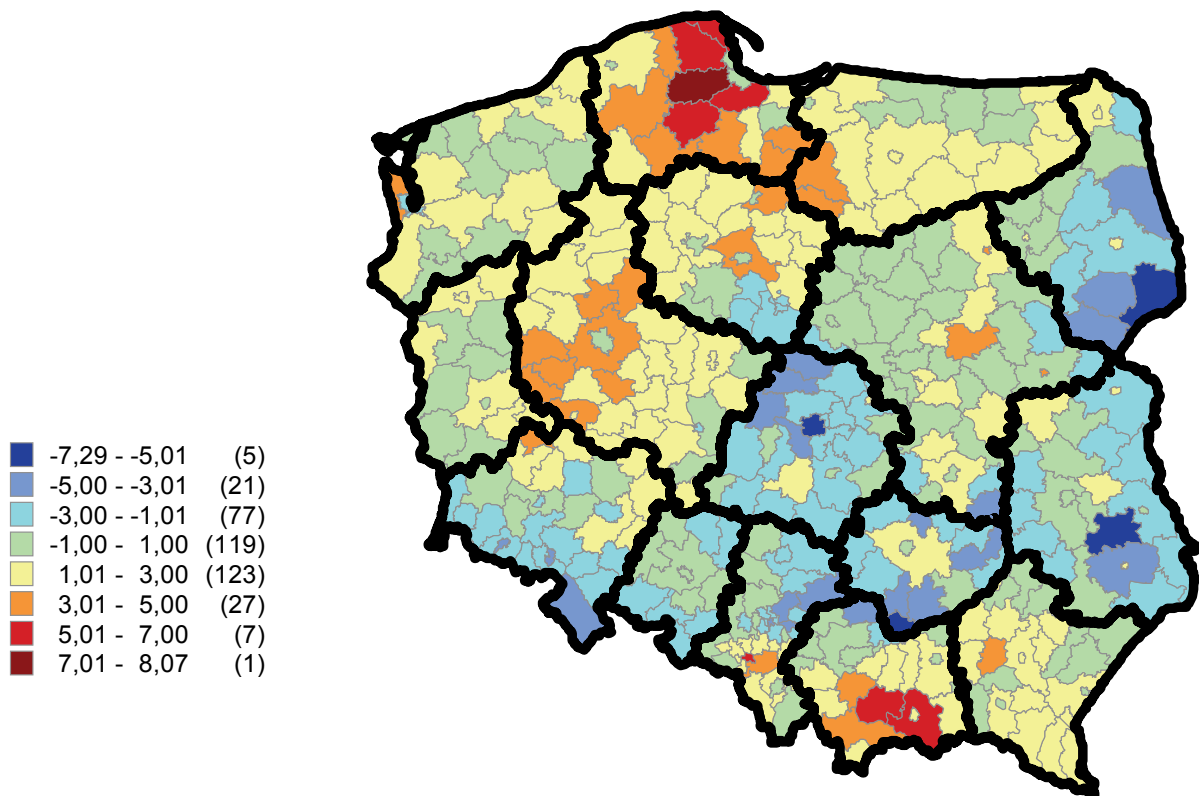 -7,29 - -5,01 (5)
-5,00 - -3,01 (21)
-3,00 - -1,01 (77)
-1,00 - 1,00 (119)
1,01 - 3,00 (123)
3,01 - 5,00 (27)
5,01 - 7,00 (7)
7,01 - 8,07 (1)